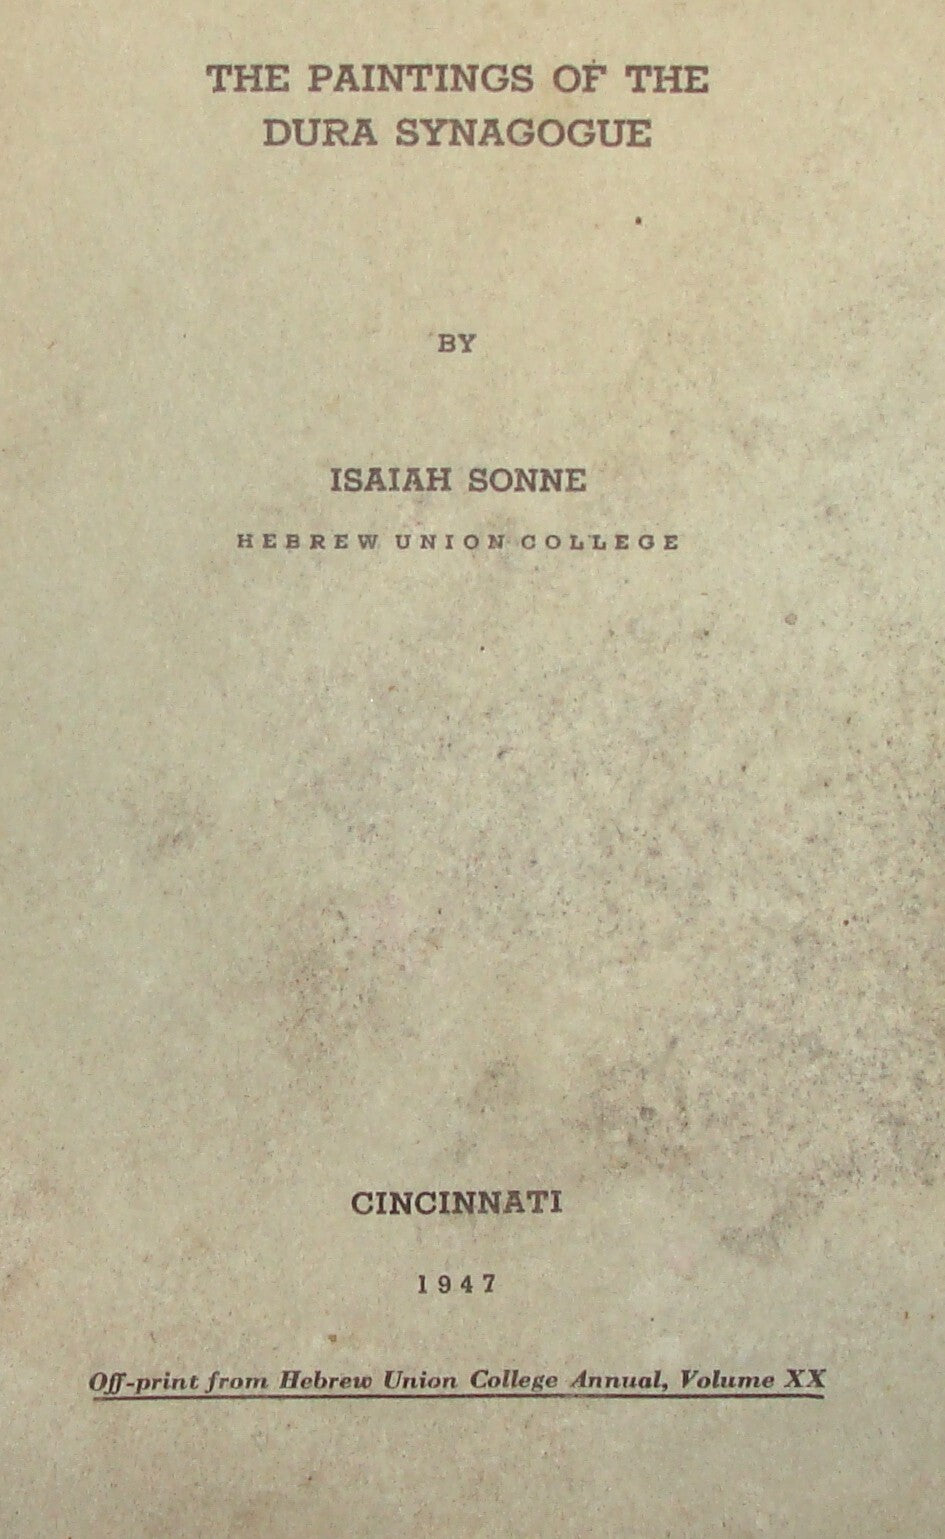 THE PAINTINGS OF THE
DURA SYNAGOGUE
BY
ISAIAH SONNE
HEBREW UNION COLLEGE
CINCINNATI
1947
Off-print from Hebrew Union College Annual, Volume XX